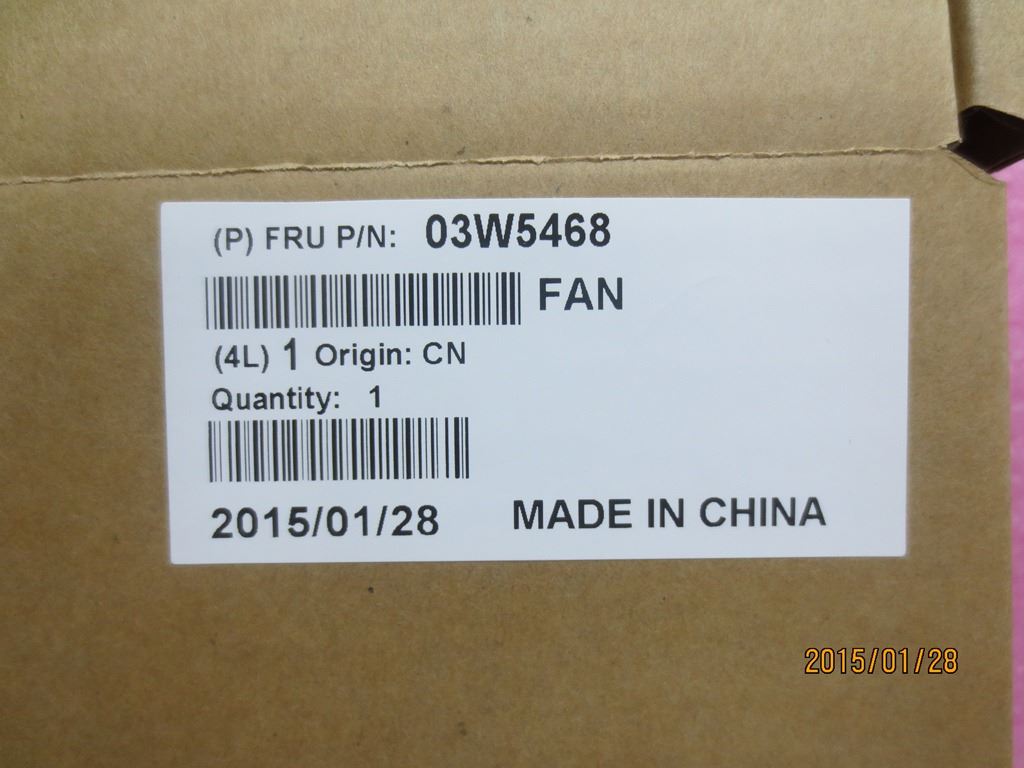 (P) FRU P/N: 03W5468
FAN
(4L) 1 Origin: CN
Quantity: 1
2015/01/28 MADE IN CHINA
2015/01/28